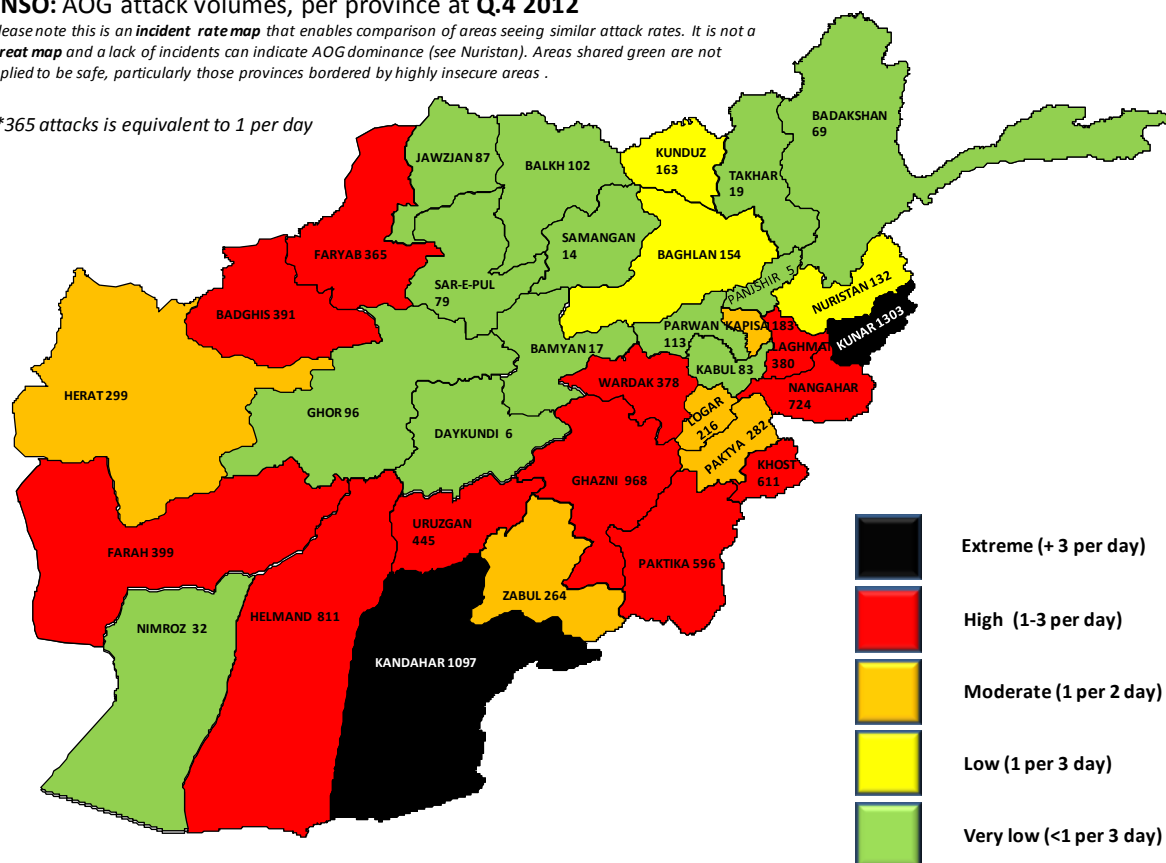 NSO: AOG attack volumes, per province at Q.4 2012
lease note this is an incident rate map that enables comparison of areas seeing similar attack rates. It is not a
reat map and a lack of incidents can indicate AOG dominance (see Nuristan). Areas shared green are not
plied to be safe, particularly those provinces bordered by highly insecure areas .
*365 attacks is equivalent to 1 per day
BADAKSHAN
69
JAWZJAN 87
BALKH 102
KUNDUZ
163
TAKHAR
19
FARYAB 365
SAMANGAN
14
BAGHLAN 154
SAR-E-PUL
79
PANJSHIR 5
NURISTAN 132
BADGHIS 391
KUNAR 1303
PARWAN
113
KAPISA 183
LAGHMAN
380
BAMYAN 17
KABUL 83
HERAT 299
WARDAK 378
NANGAHAR
724
GHOR 96
LOGAR
216
DAYKUNDI 6
PAKTYA 282
KHOST
611
GHAZNI 968
URUZGAN
445
FARAH 399
PAKTIKA 596
ZABUL 264
HELMAND 811
NIMROZ 32
KANDAHAR 1097
Extreme (+ 3 per day)
High (1-3 per day)
Moderate (1 per 2 day)
Low (1 per 3 day)
Very low (<1 per 3 day)